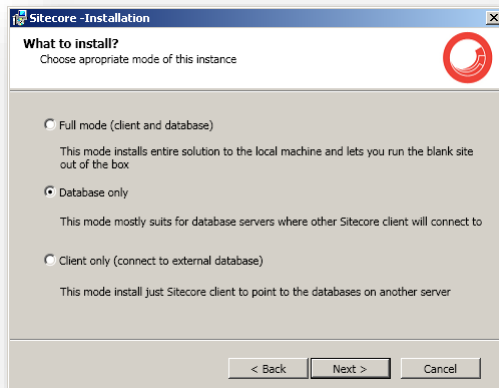 Sitecore -Installation
What to install?
Choose apropriate mode of this instance
Full mode (client and database)
This mode installs entire solution to the local machine and lets you run the blank site
out of the box
Database only
This mode mostly suits for database servers where other Sitecore client will connect to
Client only (connect to external database)
This mode install just Sitecore client to point to the databases on another server
< Back
Next >
Cancel